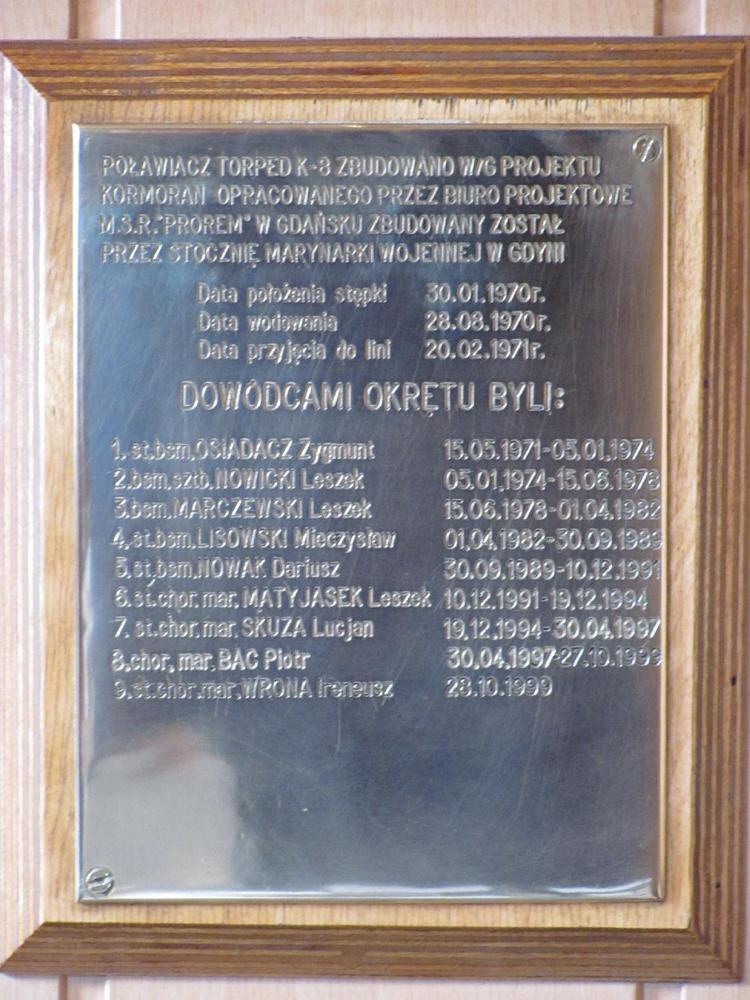 POŁAWIACZ TORPED K-8 ZBUDOWANO W/G PROJEKTU
KORMORAN OPRACOWANEGO PRZEZ BIURO PROJEKTOWE
M.S.R."PROREM" W GDAŃSKU ZBUDOWANY ZOSTAŁ
PRZEZ STOCZNIĘ MARYNARKI WOJENNEJ W GDYNI
Data położenia stępki 30.01.1970r.
Data wodowania 28.08.1970r.
Data przyjęcia do lini 20.02.1971r.
DOWÓDCAMI OKRĘTU BYLI:
1. st.bsm.OSIADACZ Zygmunt 15.05.1971-05.01.1974
2.bsm.sztb.NOWICKI Leszek 05.01.1974-15.06.1978
3.bsm.MARCZEWSKI Leszek 15.06.1978-01.04.1982
4.st.bsm.LISOWSKI Mieczysław 01.04.1982-30.09.1989
5.st.bsm.NOWAK Dariusz 30.09.1989-10.12.1991
6.st.chor.mar. MATYJASEK Leszek 10.12.1991-19.12.1994
7. st.chor.mar. SKUZA Lucjan 19.12.1994-30.04.1997
8.chor. mar. BAC Piotr 30.04.1997-27.10.1999
9.st.chor.mar.WRONA Ireneusz 28.10.1999